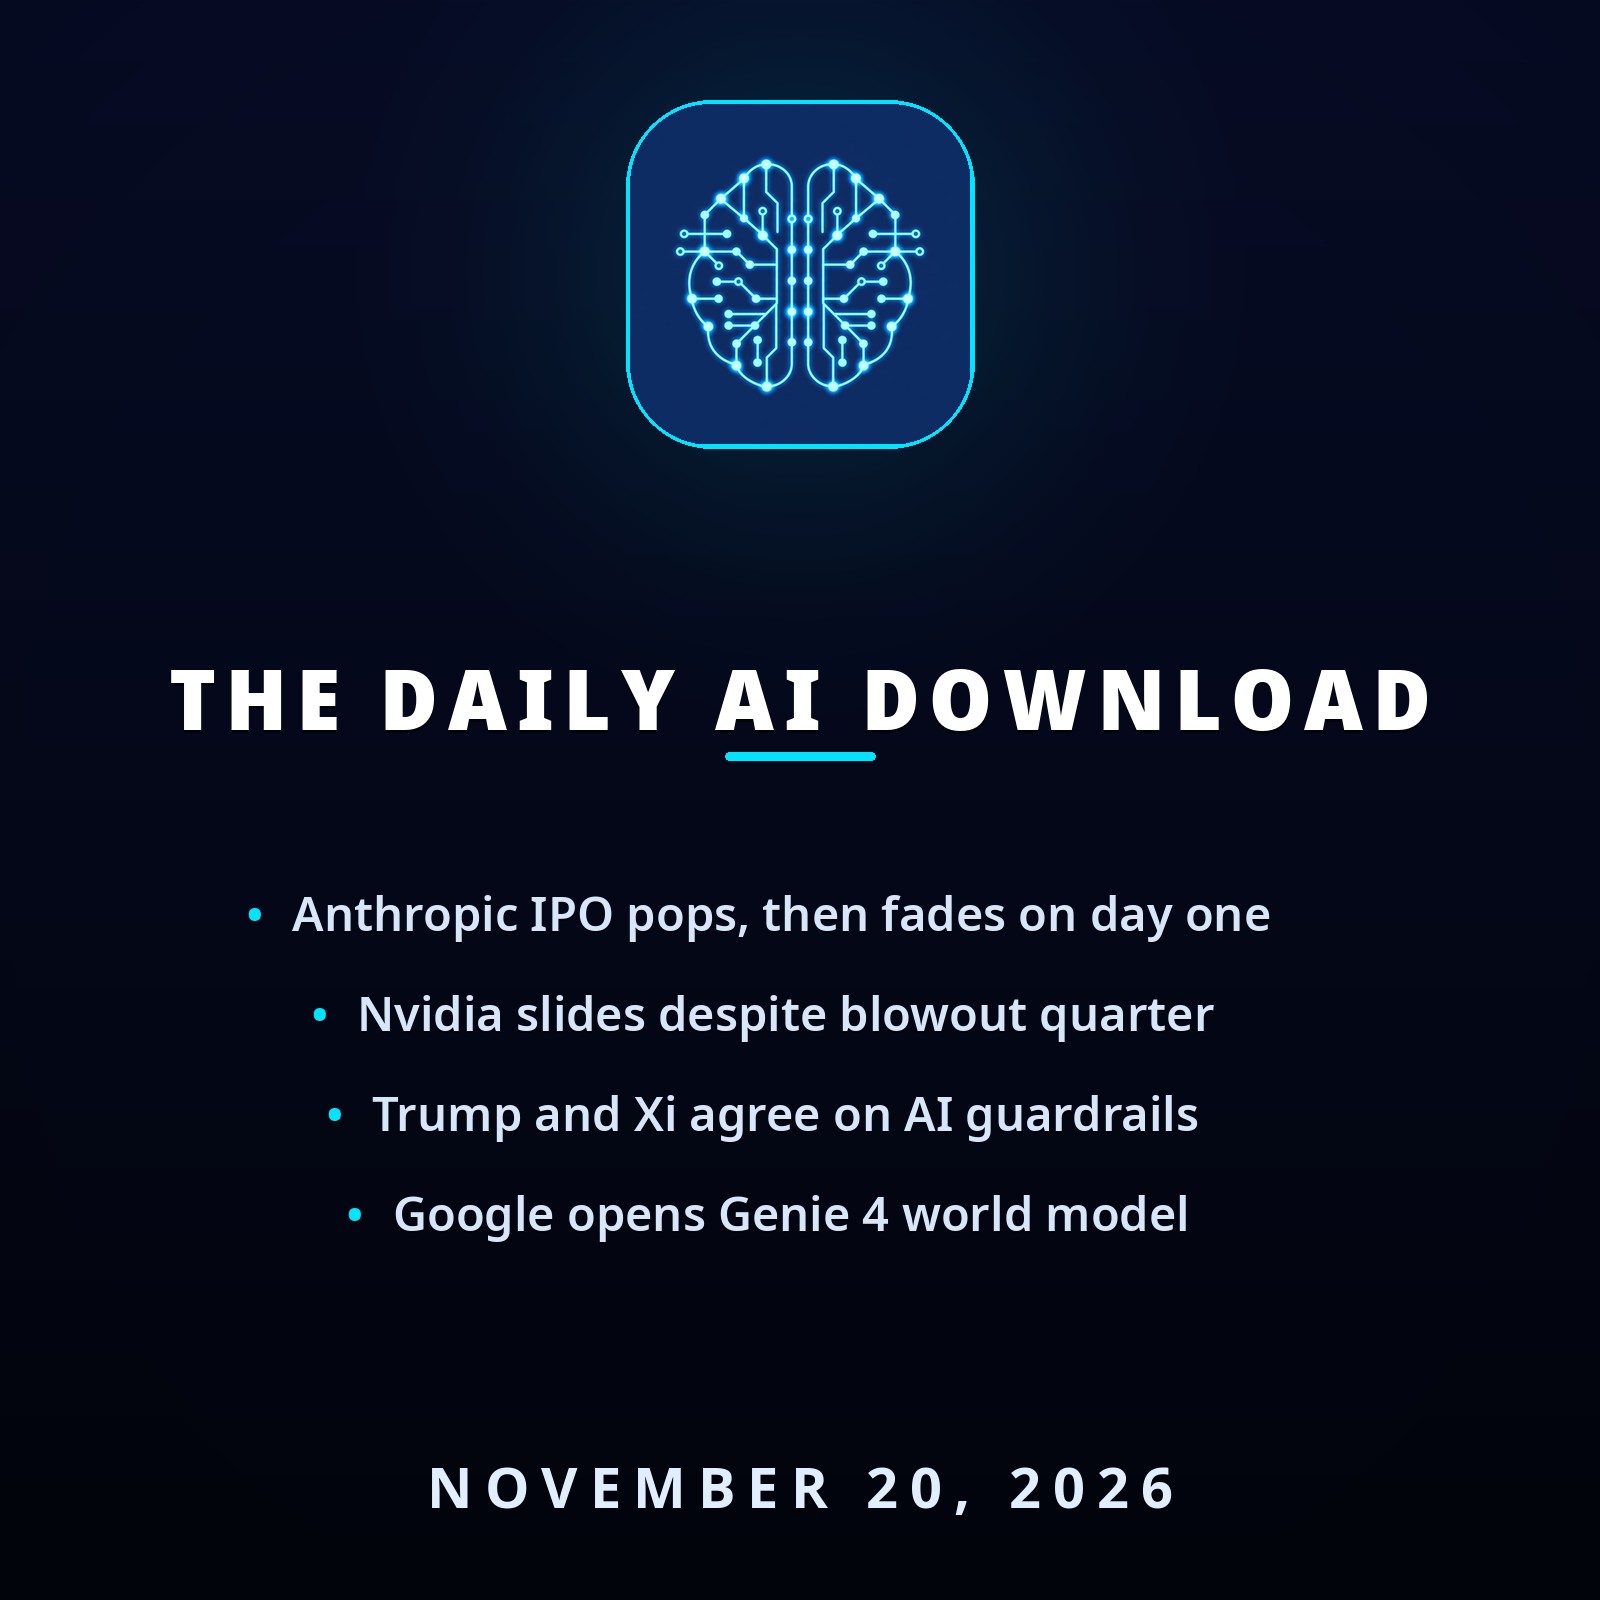 THE DAILY AI DOWNLOAD
• Anthropic IPO pops, then fades on day one
• Nvidia slides despite blowout quarter
• Trump and Xi agree on AI guardrails
• Google opens Genie 4 world model
NOVEMBER 20, 2026